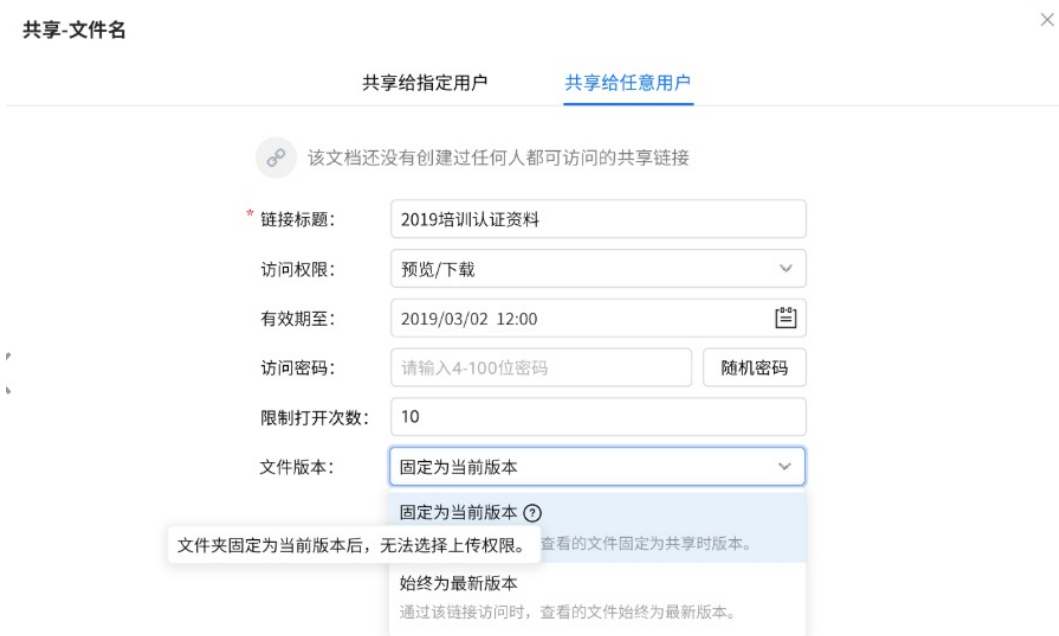 共享-文件名
共享给指定用户 共享给任意用户
该文档还没有创建过任何人都可访问的共享链接
* 链接标题： 2019培训认证资料
访问权限： 预览/下载
有效期至： 2019/03/02 12:00
访问密码： 请输入4-100位密码 随机密码
限制打开次数： 10
文件版本： 固定为当前版本
固定为当前版本 ?
文件夹固定为当前版本后，无法选择上传权限。 查看的文件固定为共享时版本。
始终为最新版本
通过该链接访问时，查看的文件始终为最新版本。